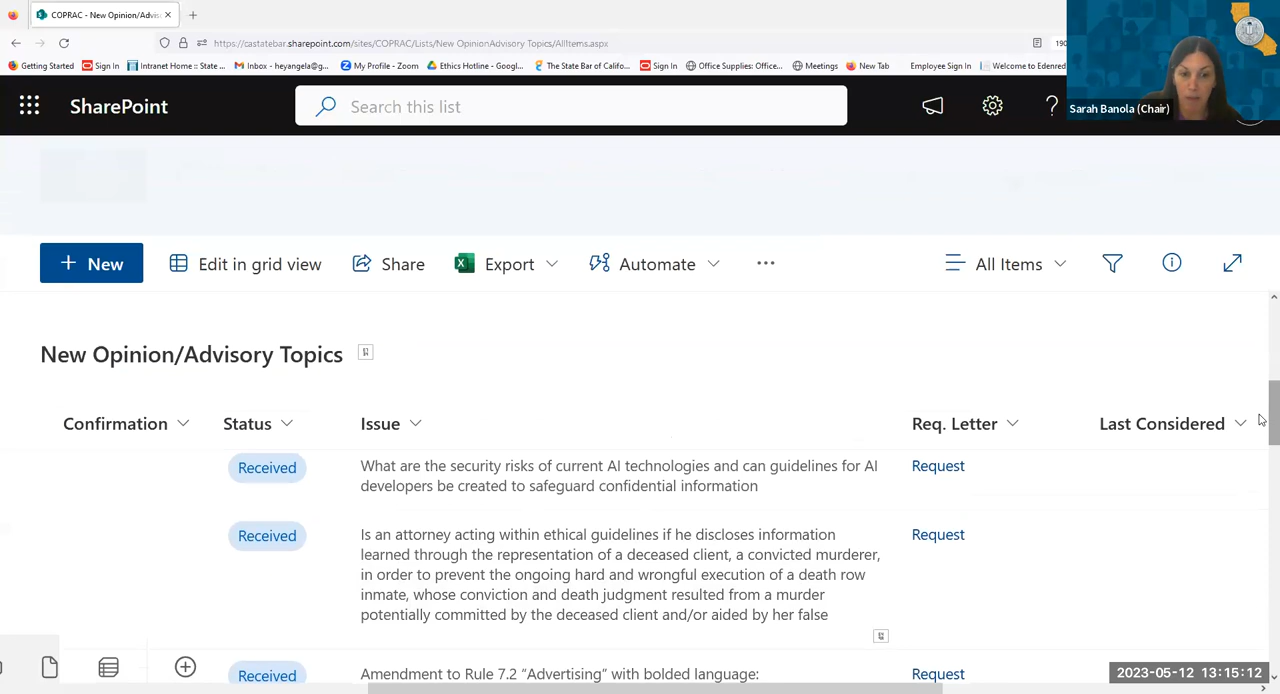 COPRAC - New Opinion/Advis
https://castatebar.sharepoint.com/sites/COPRAC/Lists/New OpinionAdvisory Topics/AllItems.aspx
190
Getting Started
Sign In
Intranet Home :: State ...
Inbox - heyangela@g...
My Profile - Zoom
Ethics Hotline - Googl...
The State Bar of Califo...
Sign In
Office Supplies: Office...
Meetings
New Tab
Employee Sign In
Welcome to Edenred
Sarah Banola (Chair)
SharePoint
Search this list
?
+ New
Edit in grid view
Share
Export
Automate
...
All Items
New Opinion/Advisory Topics
Confirmation
Status
Issue
Req. Letter
Last Considered
Received
What are the security risks of current AI technologies and can guidelines for AI
developers be created to safeguard confidential information
Request
Received
Is an attorney acting within ethical guidelines if he discloses information
learned through the representation of a deceased client, a convicted murderer,
in order to prevent the ongoing hard and wrongful execution of a death row
inmate, whose conviction and death judgment resulted from a murder
potentially committed by the deceased client and/or aided by her false
Request
Received
Amendment to Rule 7.2 “Advertising” with bolded language:
Request
2023-05-12 13:15:12